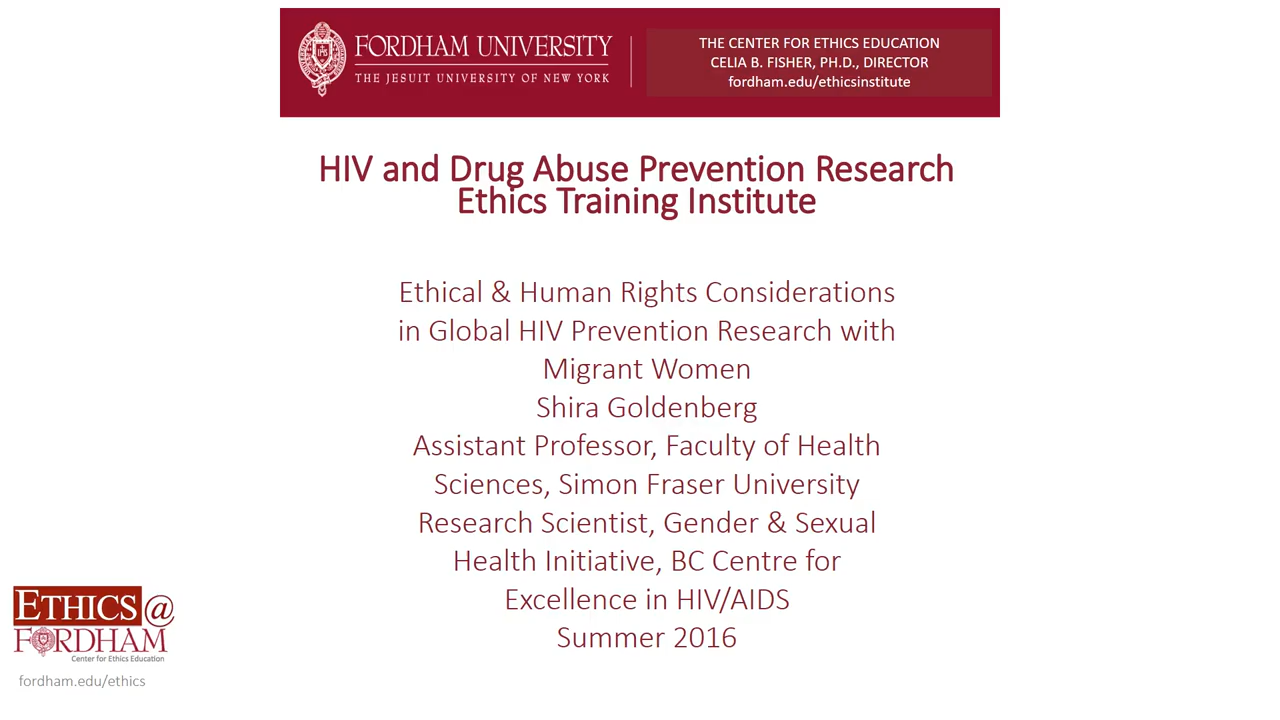 FORDHAM UNIVERSITY
THE JESUIT UNIVERSITY OF NEW YORK
THE CENTER FOR ETHICS EDUCATION
CELIA B. FISHER, PH.D., DIRECTOR
fordham.edu/ethicsinstitute
HIV and Drug Abuse Prevention Research
Ethics Training Institute
Ethical & Human Rights Considerations
in Global HIV Prevention Research with
Migrant Women
Shira Goldenberg
Assistant Professor, Faculty of Health
Sciences, Simon Fraser University
Research Scientist, Gender & Sexual
Health Initiative, BC Centre for
Excellence in HIV/AIDS
Summer 2016
ETHICS@
FORDHAM
Center for Ethics Education
fordham.edu/ethics